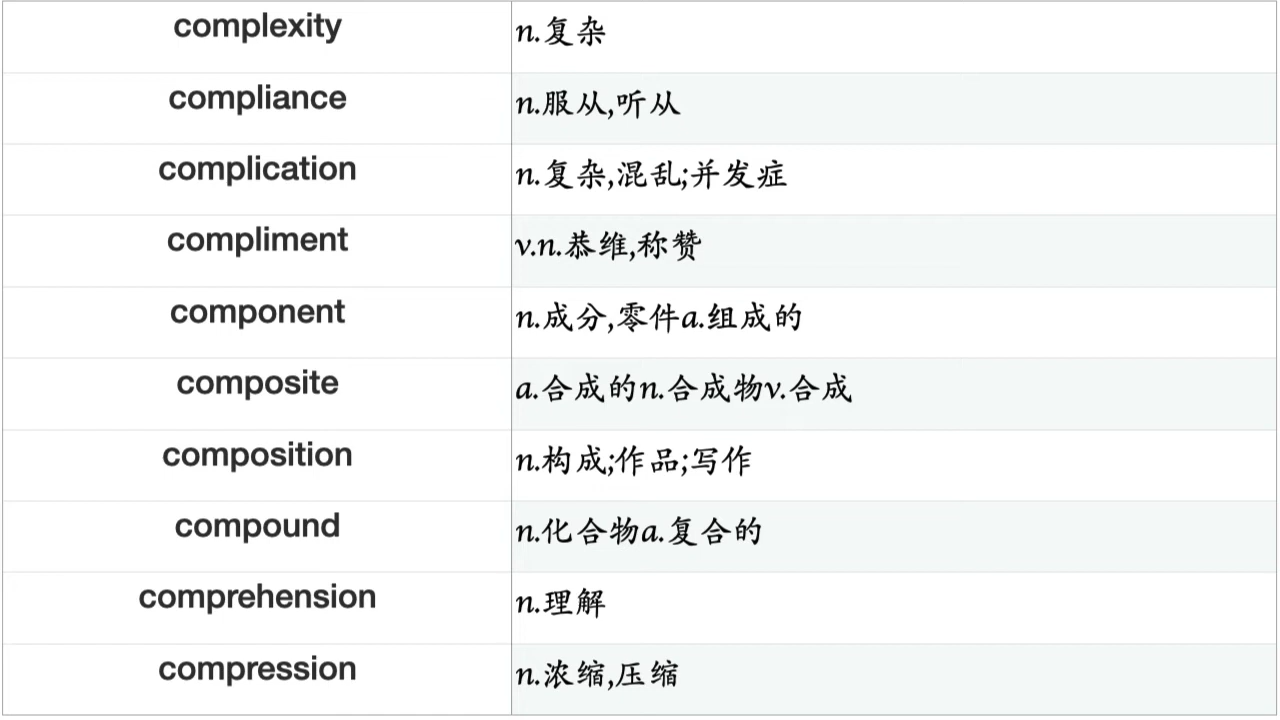 complexity n.复杂
compliance n.服从,听从
complication n.复杂,混乱;并发症
compliment v.n.恭维,称赞
component n.成分,零件a.组成的
composite a.合成的n.合成物v.合成
composition n.构成;作品;写作
compound n.化合物a.复合的
comprehension n.理解
compression n.浓缩,压缩